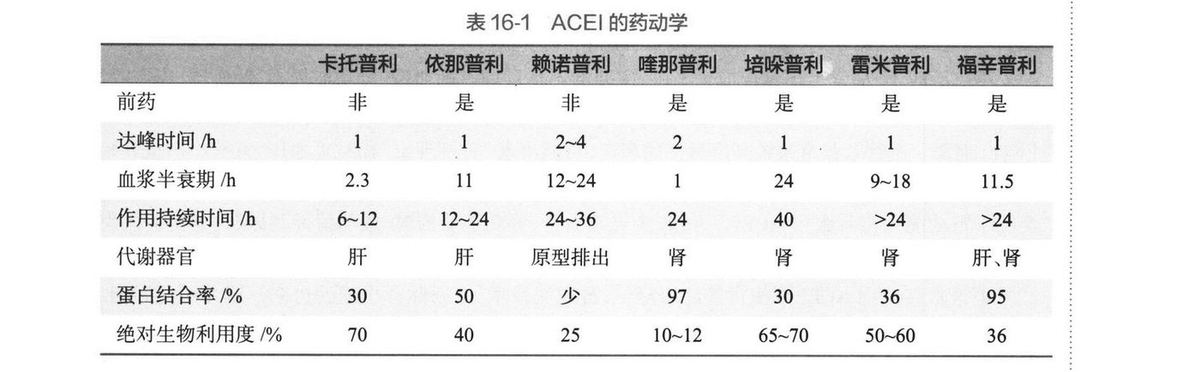 表 16-1 ACEI 的药动学
卡托普利 依那普利 赖诺普利 喹那普利 培哚普利 雷米普利 福辛普利
前药 非 是 非 是 是 是 是
达峰时间 /h 1 1 2~4 2 1 1 1
血浆半衰期 /h 2.3 11 12~24 1 24 9~18 11.5
作用持续时间 /h 6~12 12~24 24~36 24 40 >24 >24
代谢器官 肝 肝 原型排出 肾 肾 肾 肝、肾
蛋白结合率 /% 30 50 少 97 30 36 95
绝对生物利用度 /% 70 40 25 10~12 65~70 50~60 36